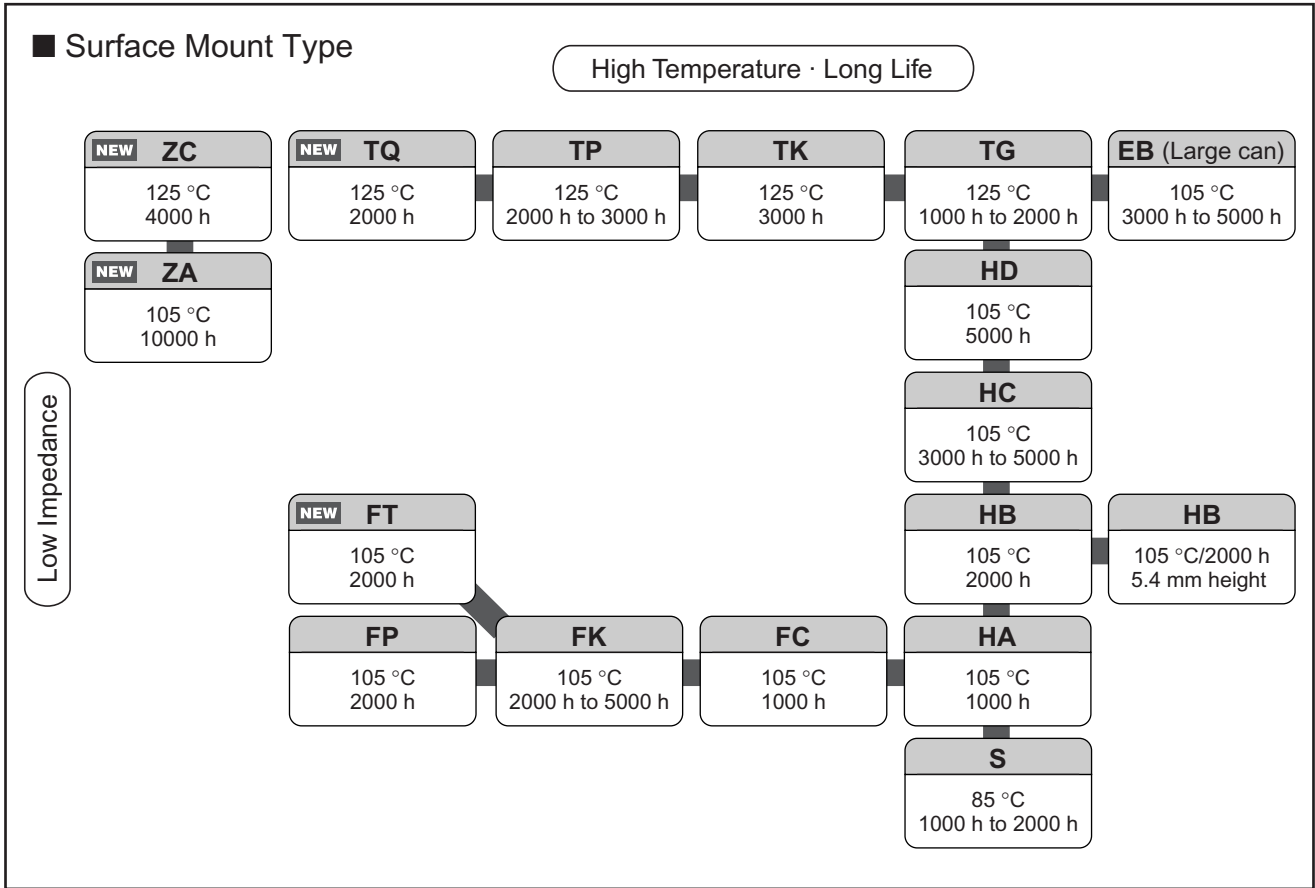 ■ Surface Mount Type
High Temperature · Long Life
NEW ZC
125 °C
4000 h
NEW TQ
125 °C
2000 h
TP
125 °C
2000 h to 3000 h
TK
125 °C
3000 h
TG
125 °C
1000 h to 2000 h
EB (Large can)
105 °C
3000 h to 5000 h
NEW ZA
105 °C
10000 h
HD
105 °C
5000 h
Low Impedance
HC
105 °C
3000 h to 5000 h
NEW FT
105 °C
2000 h
HB
105 °C
2000 h
HB
105 °C/2000 h
5.4 mm height
FP
105 °C
2000 h
FK
105 °C
2000 h to 5000 h
FC
105 °C
1000 h
HA
105 °C
1000 h
S
85 °C
1000 h to 2000 h